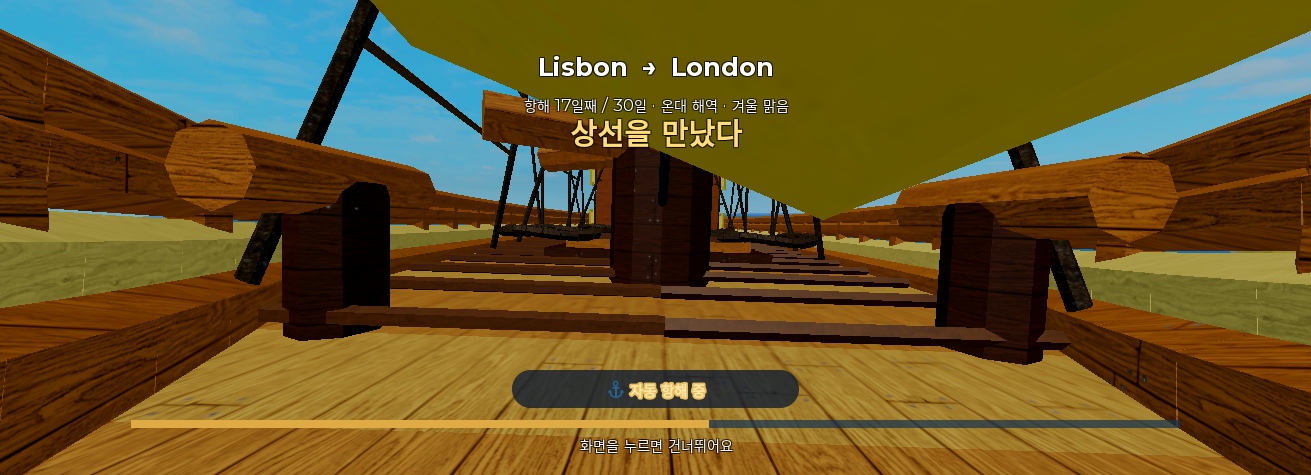 Lisbon → London
항해 17일째 / 30일 · 온대 해역 · 겨울 맑음
상선을 만났다
⚓ 자동 항해 중
화면을 누르면 건너뛰어요